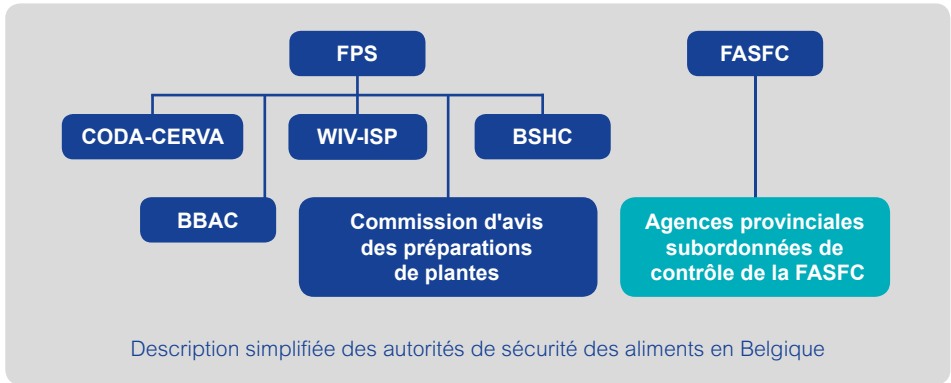 FPS
FASFC
CODA-CERVA
WIV-ISP
BSHC
BBAC
Commission d'avis
des préparations
de plantes
Agences provinciales
subordonnées de
contrôle de la FASFC
Description simplifiée des autorités de sécurité des aliments en Belgique